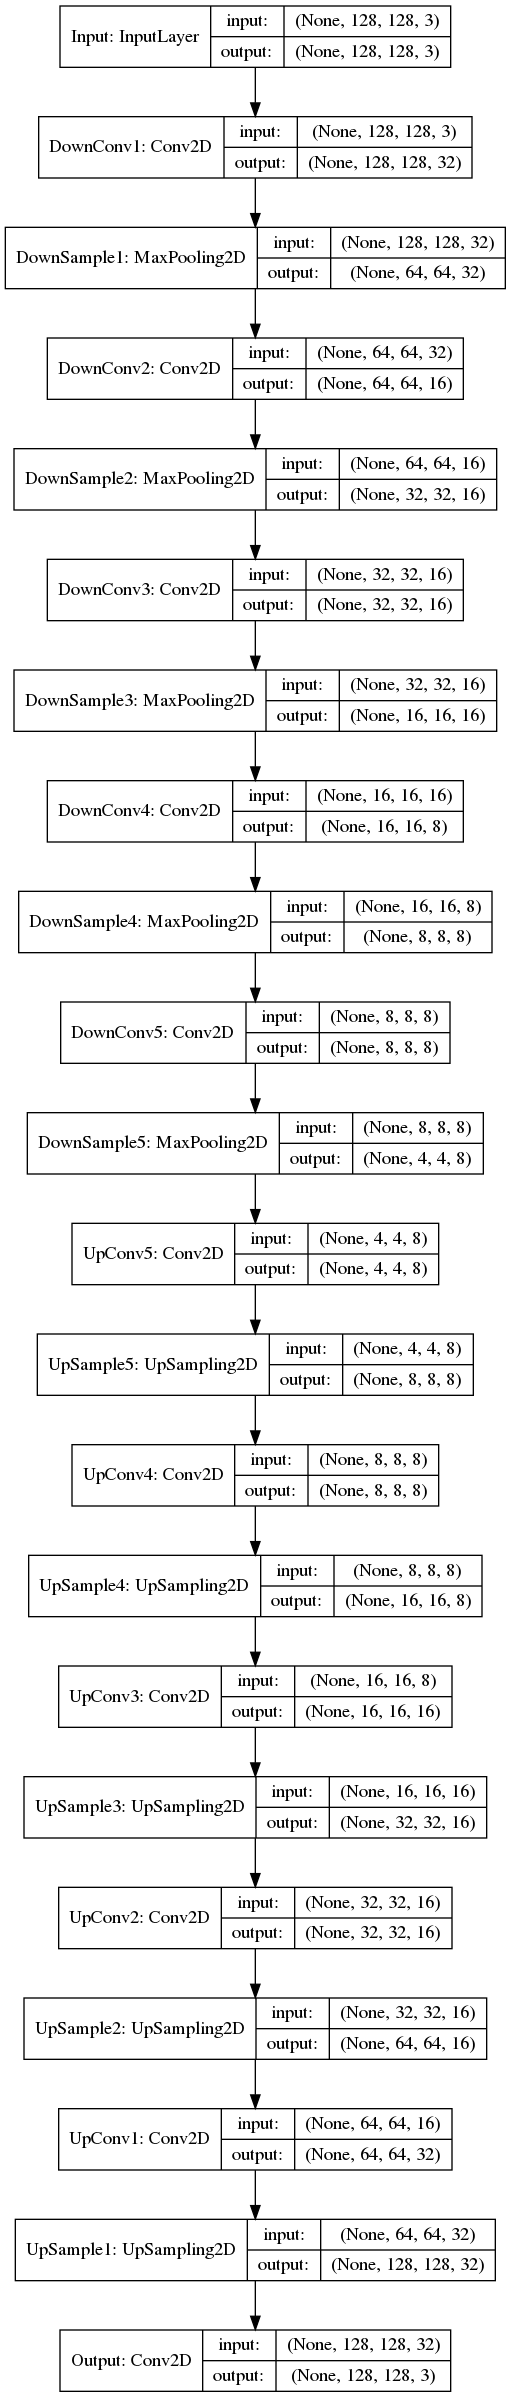 Input: InputLayer
input: (None, 128, 128, 3)
output: (None, 128, 128, 3)
DownConv1: Conv2D
input: (None, 128, 128, 3)
output: (None, 128, 128, 32)
DownSample1: MaxPooling2D
input: (None, 128, 128, 32)
output: (None, 64, 64, 32)
DownConv2: Conv2D
input: (None, 64, 64, 32)
output: (None, 64, 64, 16)
DownSample2: MaxPooling2D
input: (None, 64, 64, 16)
output: (None, 32, 32, 16)
DownConv3: Conv2D
input: (None, 32, 32, 16)
output: (None, 32, 32, 16)
DownSample3: MaxPooling2D
input: (None, 32, 32, 16)
output: (None, 16, 16, 16)
DownConv4: Conv2D
input: (None, 16, 16, 16)
output: (None, 16, 16, 8)
DownSample4: MaxPooling2D
input: (None, 16, 16, 8)
output: (None, 8, 8, 8)
DownConv5: Conv2D
input: (None, 8, 8, 8)
output: (None, 8, 8, 8)
DownSample5: MaxPooling2D
input: (None, 8, 8, 8)
output: (None, 4, 4, 8)
UpConv5: Conv2D
input: (None, 4, 4, 8)
output: (None, 4, 4, 8)
UpSample5: UpSampling2D
input: (None, 4, 4, 8)
output: (None, 8, 8, 8)
UpConv4: Conv2D
input: (None, 8, 8, 8)
output: (None, 8, 8, 8)
UpSample4: UpSampling2D
input: (None, 8, 8, 8)
output: (None, 16, 16, 8)
UpConv3: Conv2D
input: (None, 16, 16, 8)
output: (None, 16, 16, 16)
UpSample3: UpSampling2D
input: (None, 16, 16, 16)
output: (None, 32, 32, 16)
UpConv2: Conv2D
input: (None, 32, 32, 16)
output: (None, 32, 32, 16)
UpSample2: UpSampling2D
input: (None, 32, 32, 16)
output: (None, 64, 64, 16)
UpConv1: Conv2D
input: (None, 64, 64, 16)
output: (None, 64, 64, 32)
UpSample1: UpSampling2D
input: (None, 64, 64, 32)
output: (None, 128, 128, 32)
Output: Conv2D
input: (None, 128, 128, 32)
output: (None, 128, 128, 3)